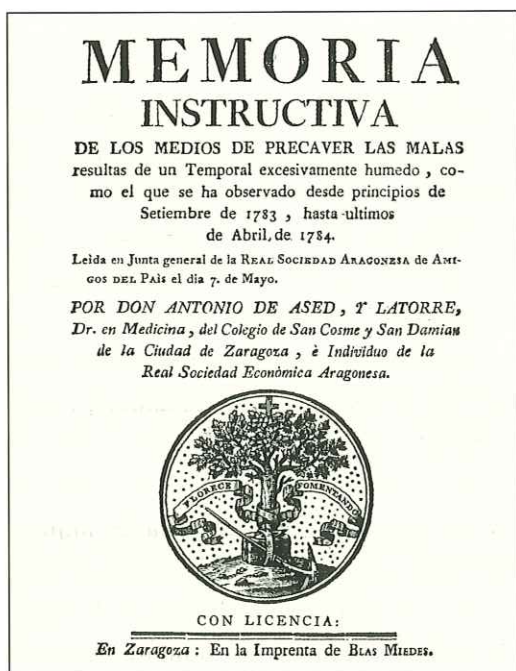 MEMORIA
INSTRUCTIVA
DE LOS MEDIOS DE PRECAVER LAS MALAS
resultas de un Temporal excesivamente humedo, co-
mo el que se ha observado desde principios de
Setiembre de 1783, hasta ultimos
de Abril, de 1784.
Leida en Junta general de la REAL SOCIEDAD ARAGONESA de AMI-
GOS DEL PAIS el dia 7. de Mayo.
POR DON ANTONIO DE ASED, Y LATORRE,
Dr. en Medicina, del Colegio de San Cosme y San Damian
de la Ciudad de Zaragoza, è Individuo de la
Real Sociedad Económica Aragonesa.
FLORECE FOMENTANDO
CON LICENCIA:
En Zaragoza: En la Imprenta de BLAS MIEDES.